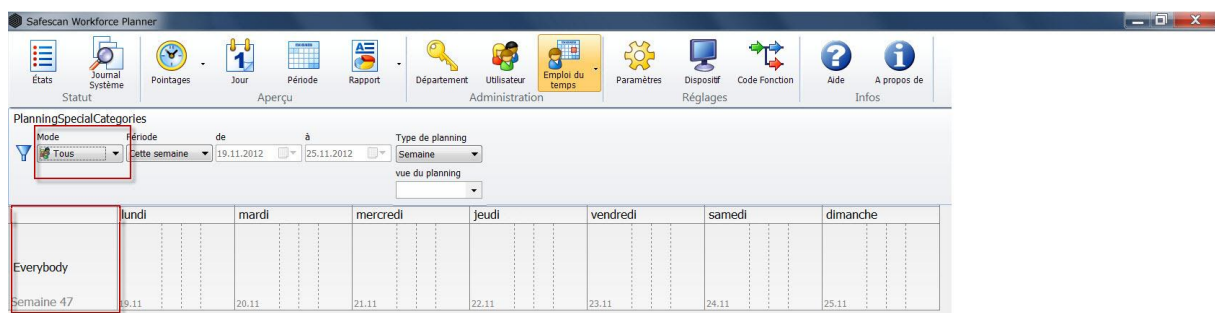 Safescan Workforce Planner
États Journal Système Pointages Jour Période Rapport Département Utilisateur Emploi du temps Paramètres Dispositif Code Fonction Aide A propos de
Statut Aperçu Administration Réglages Infos
PlanningSpecialCategories
Mode Période de à Type de planning
Tous Cette semaine 19.11.2012 25.11.2012 Semaine
vue du planning
lundi mardi mercredi jeudi vendredi samedi dimanche
Everybody
Semaine 47 19.11 20.11 21.11 22.11 23.11 24.11 25.11